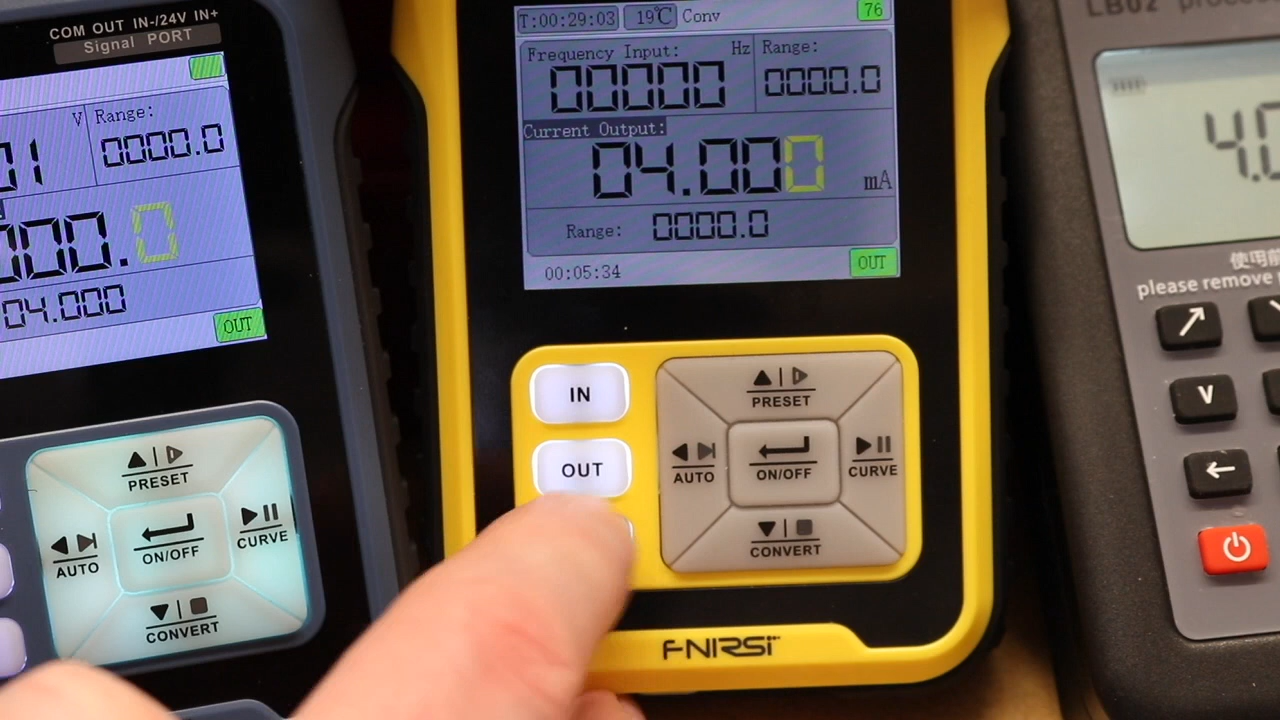 COM OUT IN-/24V IN+
Signal PORT
V
Range:
01
0000.0
000.0
04.000
OUT
PRESET
AUTO
ON/OFF
CURVE
CONVERT
T:00:29:03
19℃
Conv
76
Frequency Input:
Hz
Range:
00000
0000.0
Current Output:
04.000
mA
Range:
0000.0
00:05:34
OUT
IN
OUT
PRESET
AUTO
ON/OFF
CURVE
CONVERT
FNIRSI
LB02
4.0
使用前
please remove
V